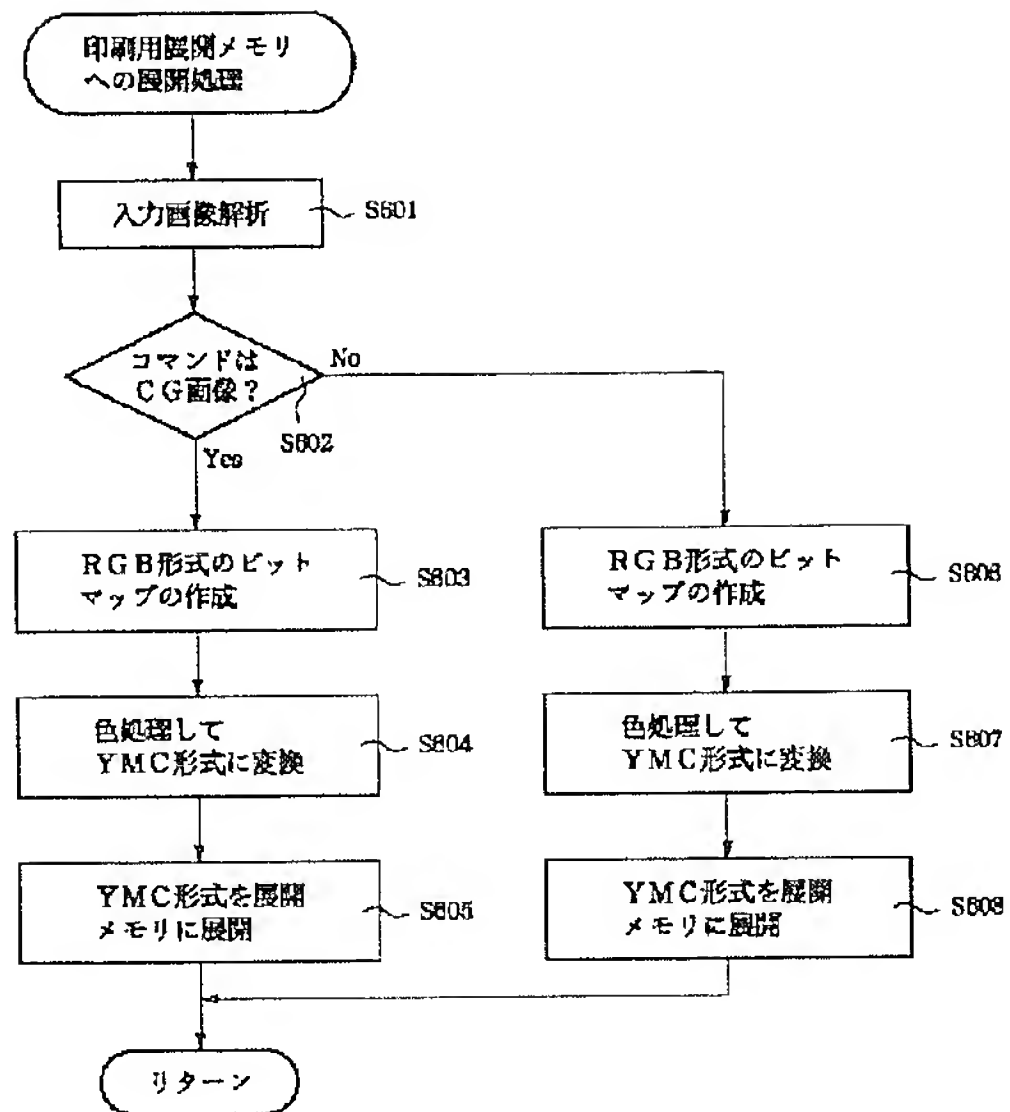 印刷用展開メモリ
への展開処理
入力画像解析
S601
コマンドは
CG画像?
No
S602
Yes
RGB形式のビット
マップの作成
S603
色処理して
YMC形式に変換
S604
YMC形式を展開
メモリに展開
S605
RGB形式のビット
マップの作成
S606
色処理して
YMC形式に変換
S607
YMC形式を展開
メモリに展開
S608
リターン